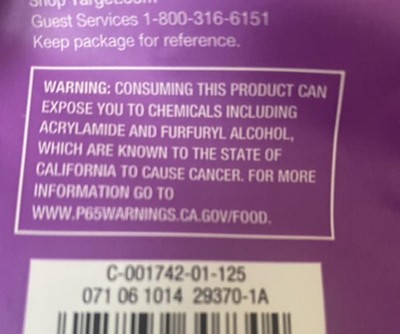 Shop Target.com
Guest Services 1-800-316-6151
Keep package for reference.
WARNING: CONSUMING THIS PRODUCT CAN
EXPOSE YOU TO CHEMICALS INCLUDING
ACRYLAMIDE AND FURFURYL ALCOHOL,
WHICH ARE KNOWN TO THE STATE OF
CALIFORNIA TO CAUSE CANCER. FOR MORE
INFORMATION GO TO
WWW.P65WARNINGS.CA.GOV/FOOD.
C-001742-01-125
071 06 1014 29370-1A